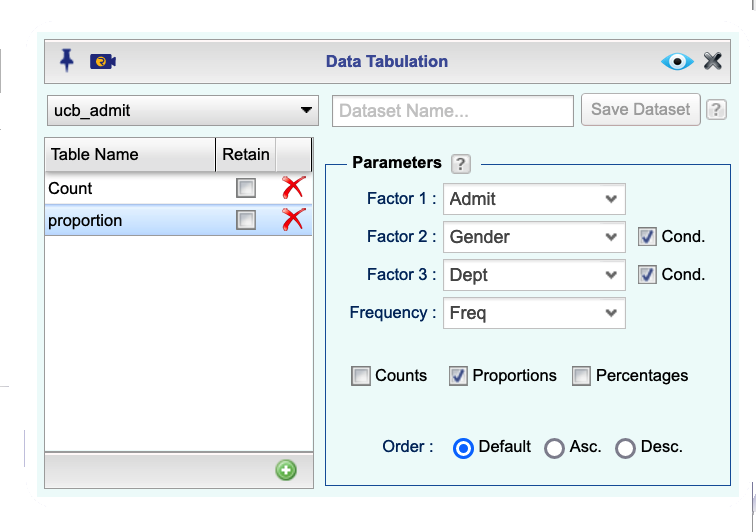 Data Tabulation
ucb_admit
Dataset Name...
Save Dataset
?
Table Name
Retain
Count
proportion
Parameters ?
Factor 1 : Admit
Factor 2 : Gender Cond.
Factor 3 : Dept Cond.
Frequency : Freq
Counts Proportions Percentages
Order : Default Asc. Desc.